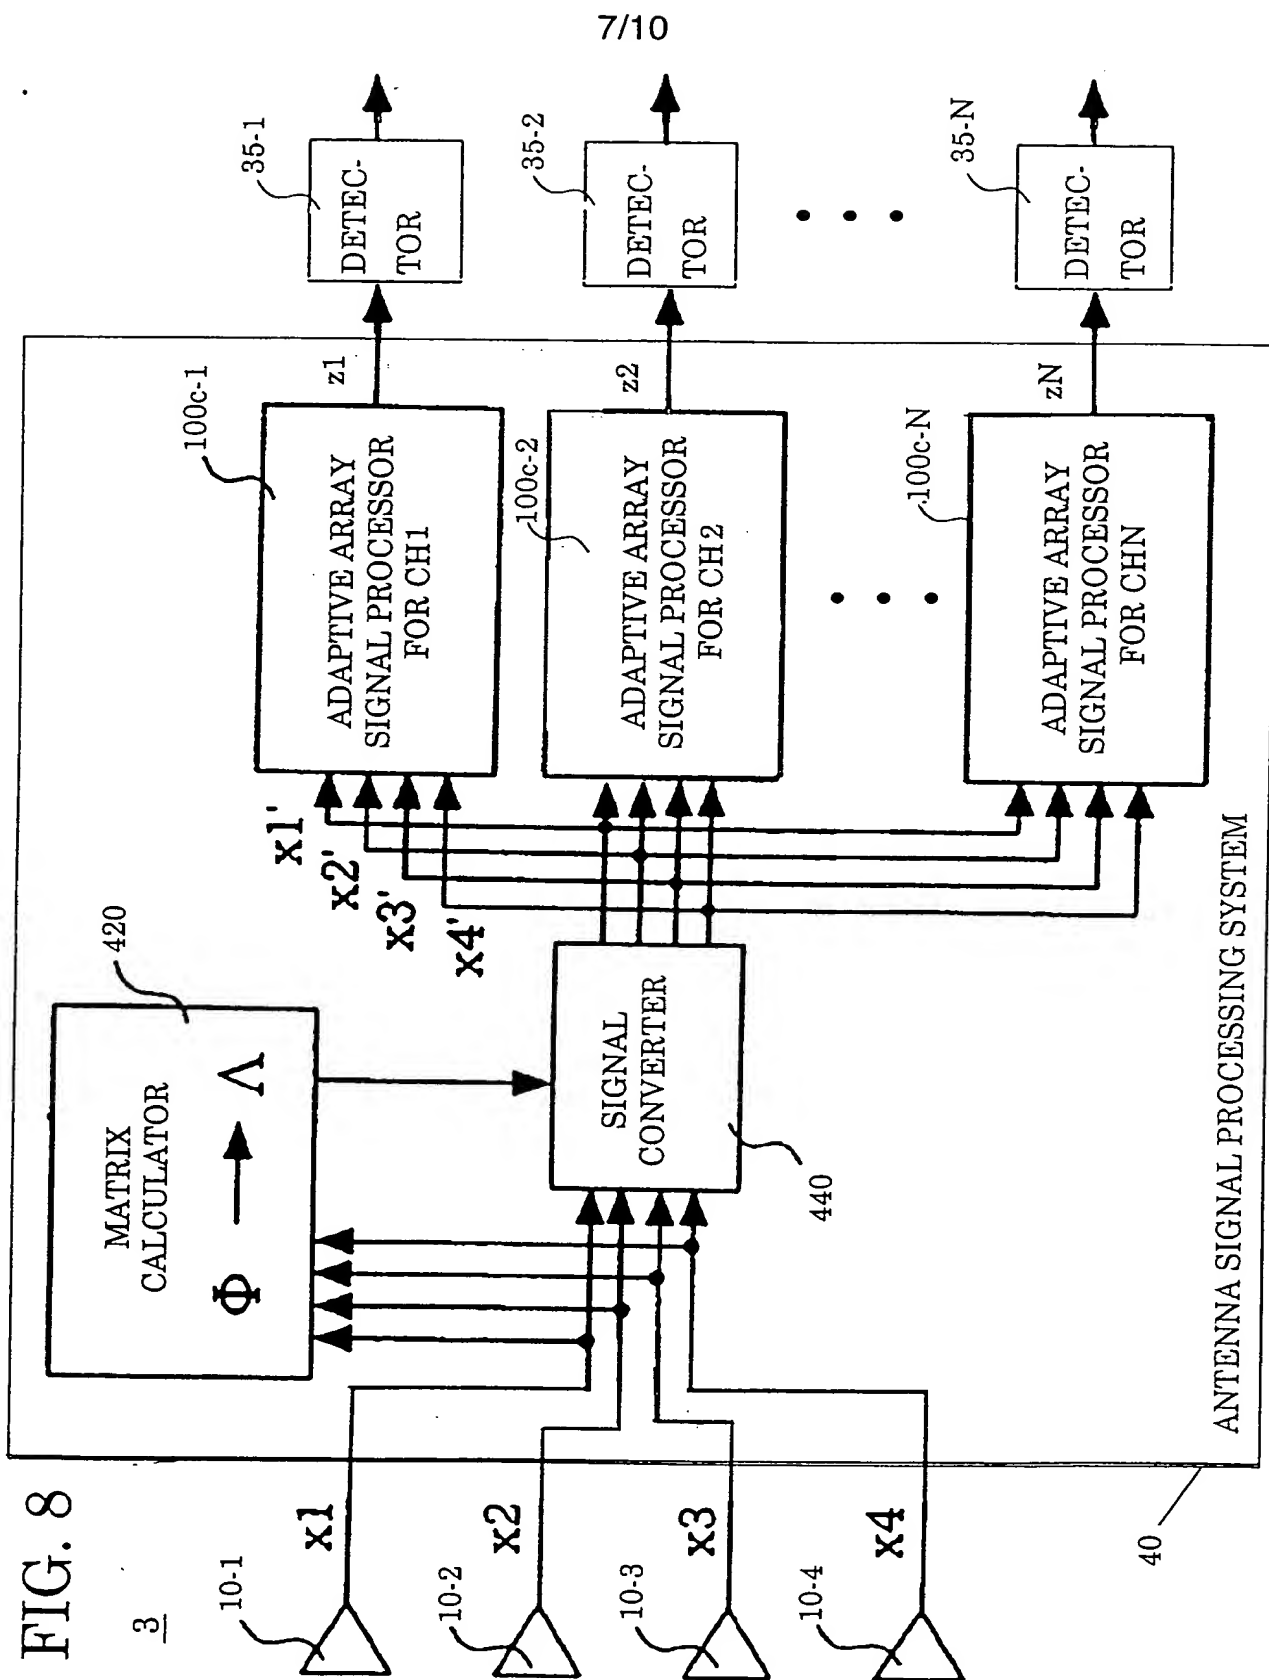 7/10
FIG. 8
3
10-1
x1
10-2
x2
10-3
x3
10-4
x4
40
MATRIX
CALCULATOR
Φ → Λ
420
SIGNAL
CONVERTER
440
x1'
x2'
x3'
x4'
100c-1
ADAPTIVE ARRAY
SIGNAL PROCESSOR
FOR CH1
z1
35-1
DETEC-
TOR
100c-2
ADAPTIVE ARRAY
SIGNAL PROCESSOR
FOR CH2
z2
35-2
DETEC-
TOR
• • •
• • •
100c-N
ADAPTIVE ARRAY
SIGNAL PROCESSOR
FOR CHN
zN
35-N
DETEC-
TOR
ANTENNA SIGNAL PROCESSING SYSTEM